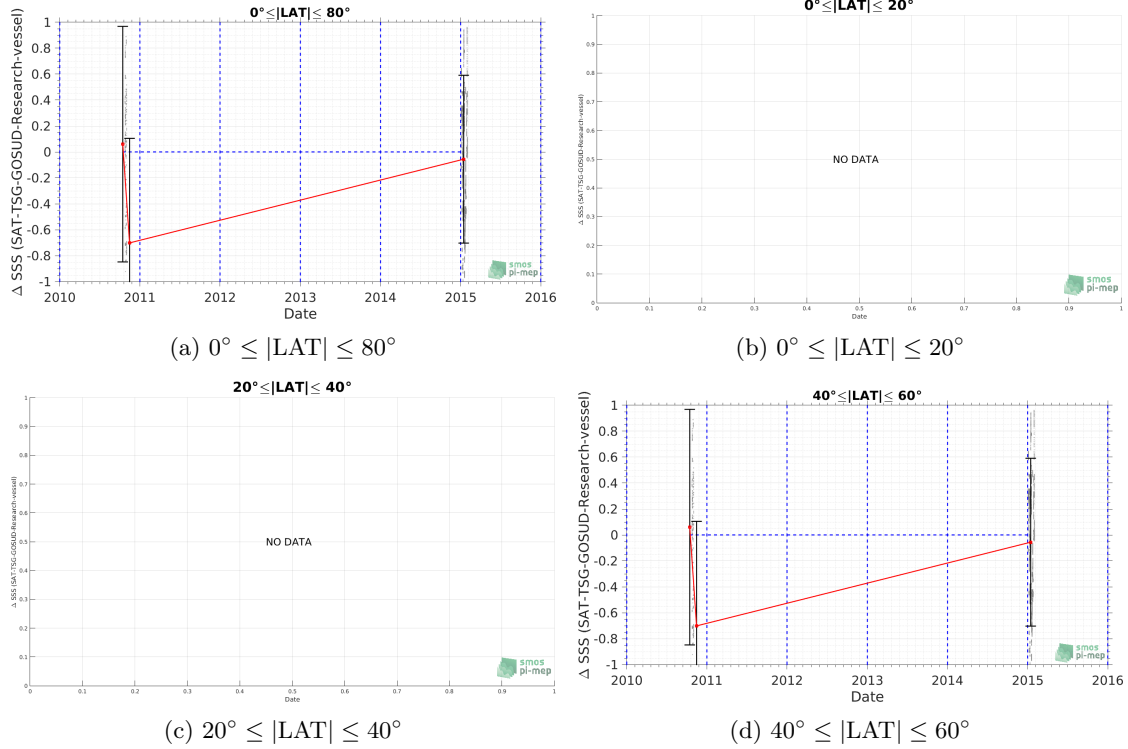 0°≤|LAT|≤ 80°
Δ SSS (SAT-TSG-GOSUD-Research-vessel)
1
0.8
0.6
0.4
0.2
0
-0.2
-0.4
-0.6
-0.8
-1
2010 2011 2012 2013 2014 2015 2016
Date
smos
pi-mep
(a) 0° ≤ |LAT| ≤ 80°
0°≤|LAT|≤ 20°
Δ SSS (SAT-TSG-GOSUD-Research-vessel)
1
0.9
0.8
0.7
0.6
0.5
0.4
0.3
0.2
0.1
0
NO DATA
0 0.1 0.2 0.3 0.4 0.5 0.6 0.7 0.8 0.9 1
Date
smos
pi-mep
(b) 0° ≤ |LAT| ≤ 20°
20°≤|LAT|≤ 40°
Δ SSS (SAT-TSG-GOSUD-Research-vessel)
1
0.9
0.8
0.7
0.6
0.5
0.4
0.3
0.2
0.1
0
NO DATA
0 0.1 0.2 0.3 0.4 0.5 0.6 0.7 0.8 0.9 1
Date
smos
pi-mep
(c) 20° ≤ |LAT| ≤ 40°
40°≤|LAT|≤ 60°
Δ SSS (SAT-TSG-GOSUD-Research-vessel)
1
0.8
0.6
0.4
0.2
0
-0.2
-0.4
-0.6
-0.8
-1
2010 2011 2012 2013 2014 2015 2016
Date
smos
pi-mep
(d) 40° ≤ |LAT| ≤ 60°